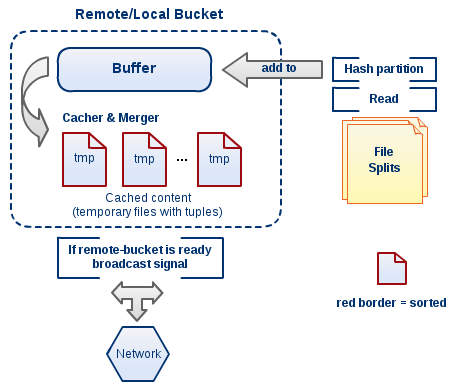 Remote/Local Bucket
Buffer
add to
Hash partition
Read
Cacher & Merger
tmp
tmp
...
tmp
File
Splits
Cached content
(temporary files with tuples)
If remote-bucket is ready
broadcast signal
red border = sorted
Network